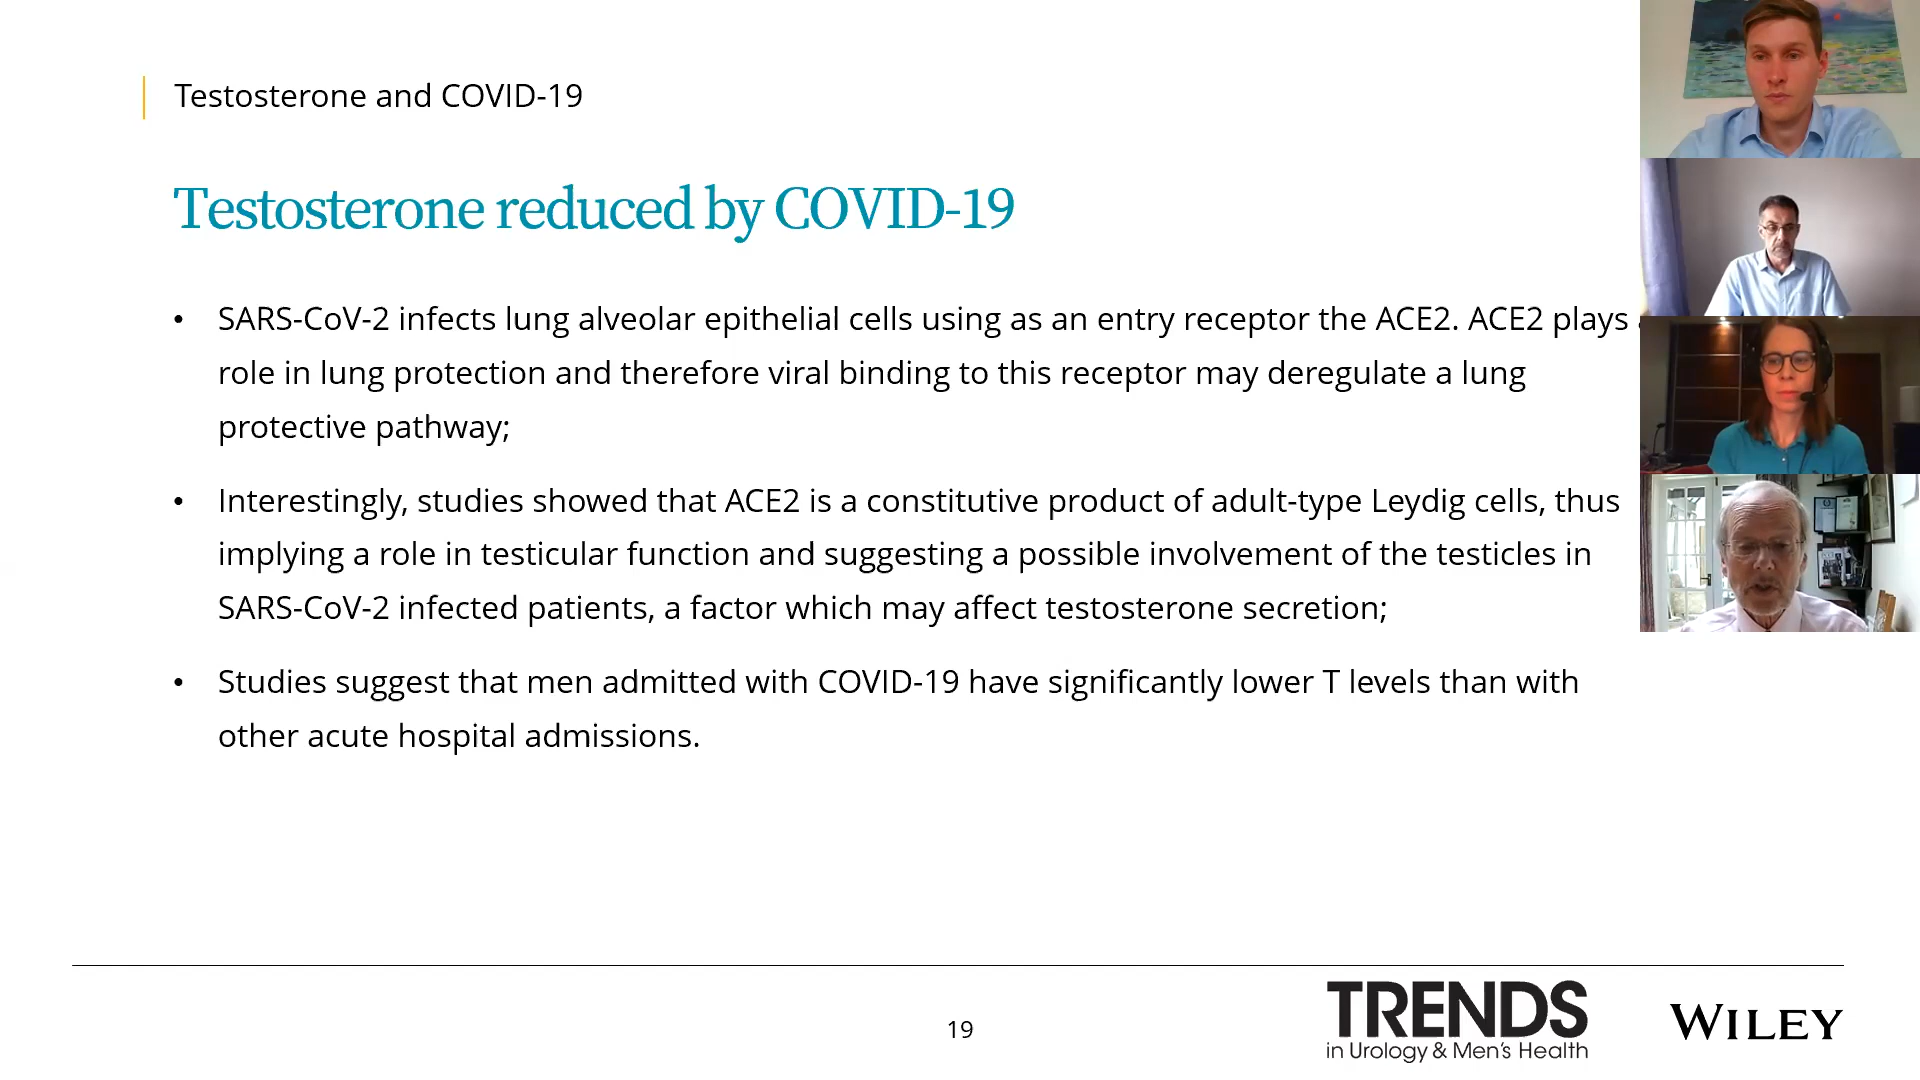 Testosterone and COVID-19
Testosterone reduced by COVID-19
• SARS-CoV-2 infects lung alveolar epithelial cells using as an entry receptor the ACE2. ACE2 plays
role in lung protection and therefore viral binding to this receptor may deregulate a lung
protective pathway;
• Interestingly, studies showed that ACE2 is a constitutive product of adult-type Leydig cells, thus
implying a role in testicular function and suggesting a possible involvement of the testicles in
SARS-CoV-2 infected patients, a factor which may affect testosterone secretion;
• Studies suggest that men admitted with COVID-19 have significantly lower T levels than with
other acute hospital admissions.
19
TRENDS
in Urology & Men's Health
WILEY